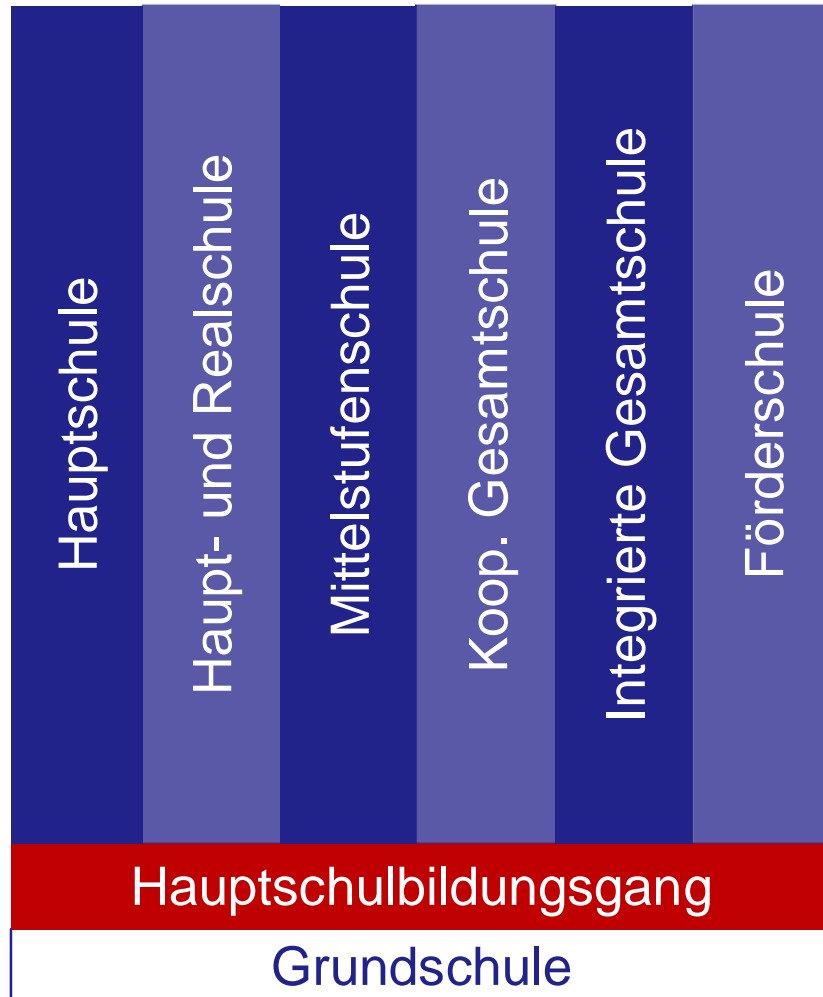 Hauptschule
Haupt- und Realschule
Mittelstufenschule
Koop. Gesamtschule
Integrierte Gesamtschule
Förderschule
Hauptschulbildungsgang
Grundschule